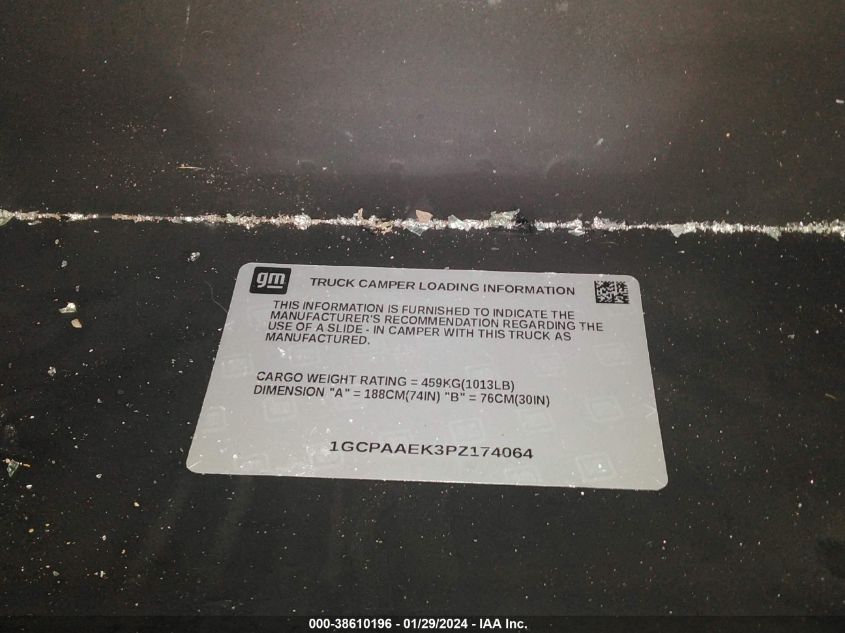 gm
TRUCK CAMPER LOADING INFORMATION
THIS INFORMATION IS FURNISHED TO INDICATE THE
MANUFACTURER'S RECOMMENDATION REGARDING THE
USE OF A SLIDE - IN CAMPER WITH THIS TRUCK AS
MANUFACTURED.
CARGO WEIGHT RATING = 459KG(1013LB)
DIMENSION "A" = 188CM(74IN) "B" = 76CM(30IN)
1GCPAAEK3PZ174064
000-38610196 - 01/29/2024 - IAA Inc.